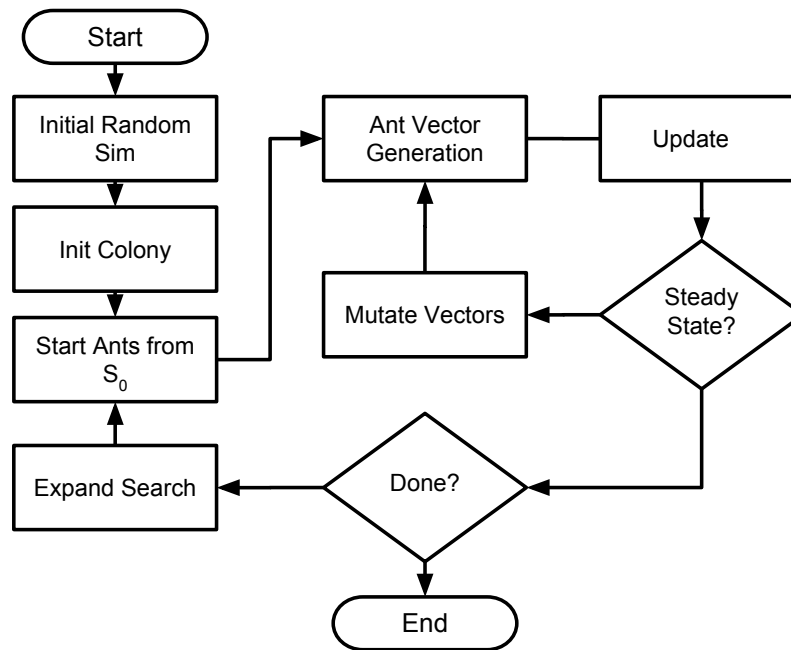 Start
Initial Random
Sim
Init Colony
Start Ants from
S₀
Expand Search
Ant Vector
Generation
Update
Mutate Vectors
Steady
State?
Done?
End